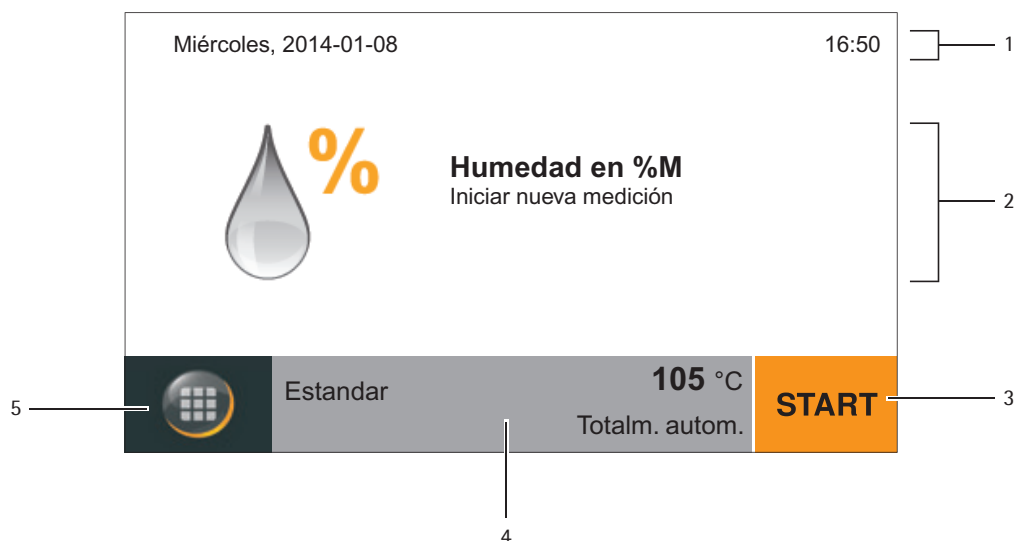 Miércoles, 2014-01-08 16:50
1
%
Humedad en %M
Iniciar nueva medición
2
Estandar 105 °C
Totalm. autom.
START
3
5
4